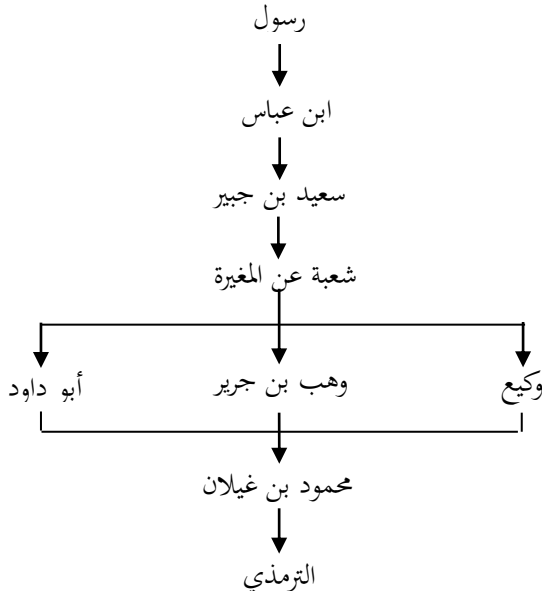 رسول
ابن عباس
سعيد بن جبير
شعبة عن المغيرة
وكيع
وهب بن جرير
أبو داود
محمود بن غيلان
الترمذي